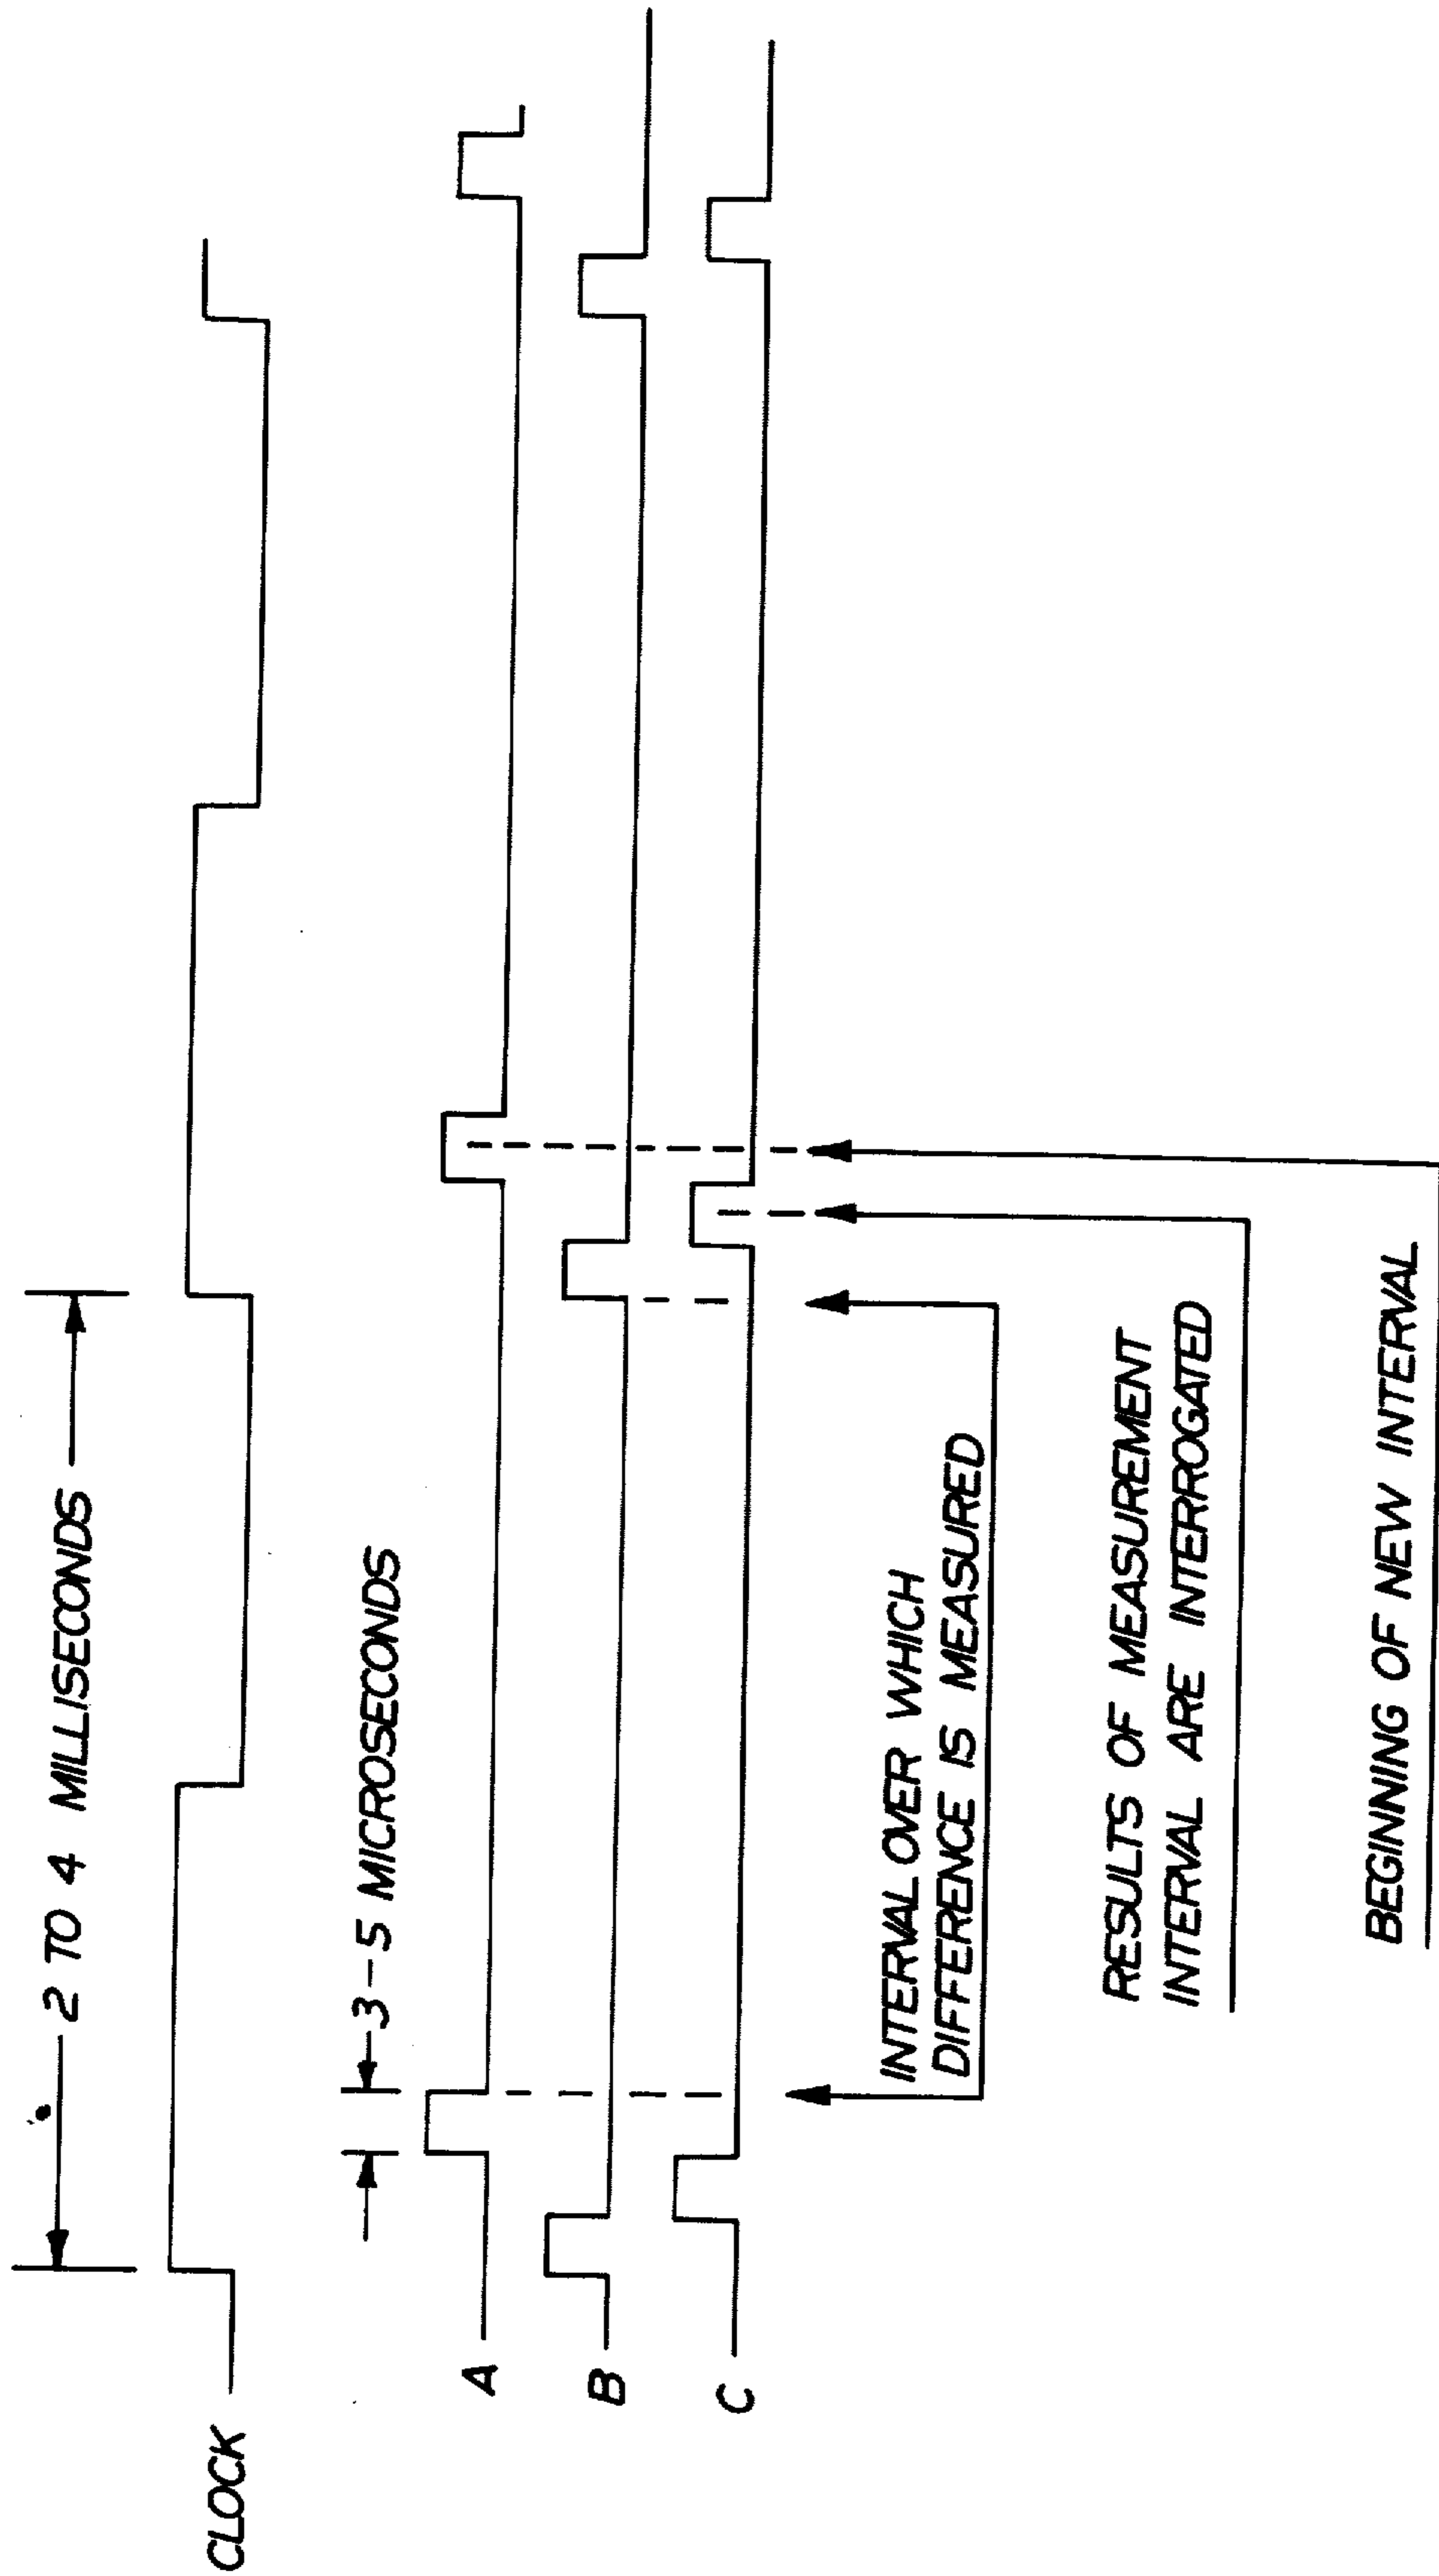 2 TO 4 MILLISECONDS
CLOCK
3-5 MICROSECONDS
A
B
C
INTERVAL OVER WHICH
DIFFERENCE IS MEASURED
RESULTS OF MEASUREMENT
INTERVAL ARE INTERROGATED
BEGINNING OF NEW INTERVAL